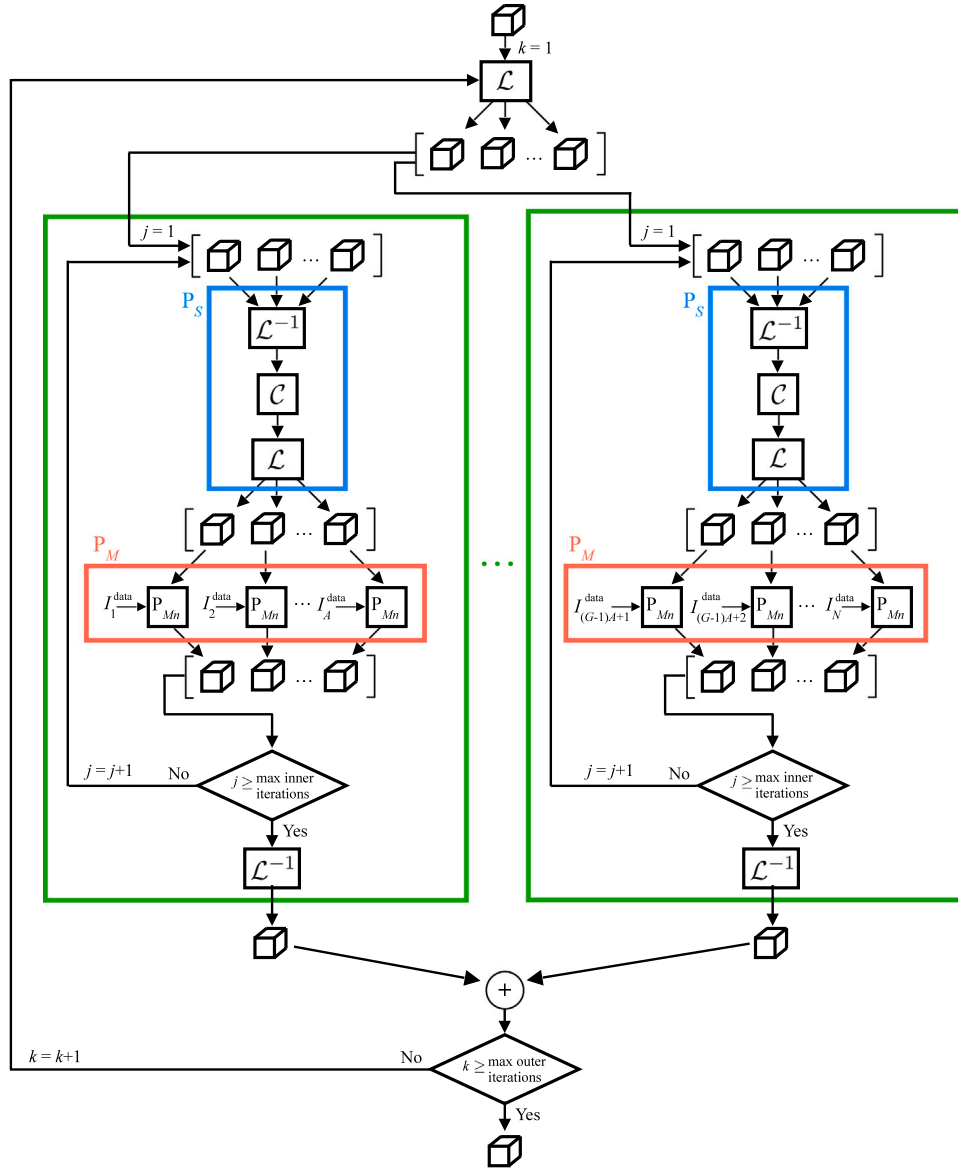 k = 1
ℒ
...
j = 1
...
j = 1
...
P_S
ℒ⁻¹
P_S
ℒ⁻¹
𝒞
𝒞
ℒ
ℒ
...
...
P_M
...
P_M
I_1^data P_Mn I_2^data P_Mn ... I_A^data P_Mn
I_(G-1)A+1^data P_Mn I_(G-1)A+2^data P_Mn ... I_N^data P_Mn
...
...
j = j+1 No
j ≥ max inner
iterations
j = j+1 No
j ≥ max inner
iterations
Yes
Yes
ℒ⁻¹
ℒ⁻¹
+
k = k+1
No
k ≥ max outer
iterations
Yes